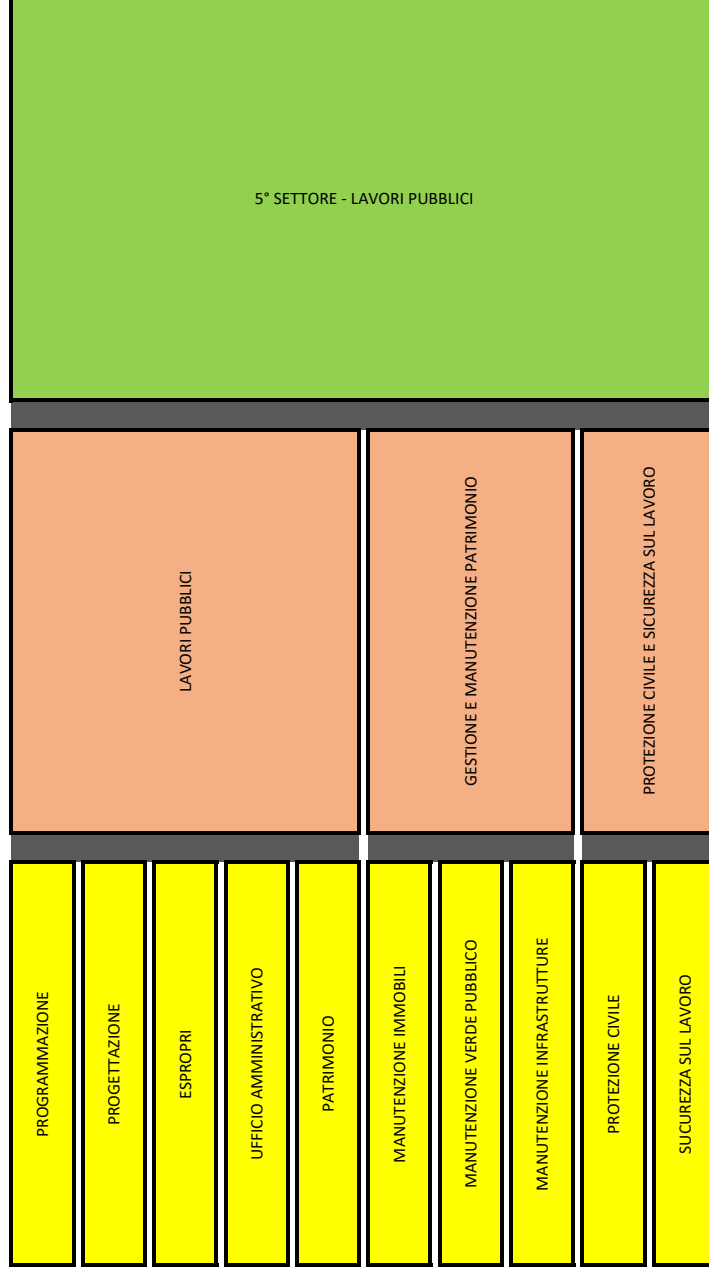 5° SETTORE - LAVORI PUBBLICI
LAVORI PUBBLICI
GESTIONE E MANUTENZIONE PATRIMONIO
PROTEZIONE CIVILE E SICUREZZA SUL LAVORO
PROGRAMMAZIONE
PROGETTAZIONE
ESPROPRI
UFFICIO AMMINISTRATIVO
PATRIMONIO
MANUTENZIONE IMMOBILI
MANUTENZIONE VERDE PUBBLICO
MANUTENZIONE INFRASTRUTTURE
PROTEZIONE CIVILE
SUCUREZZA SUL LAVORO